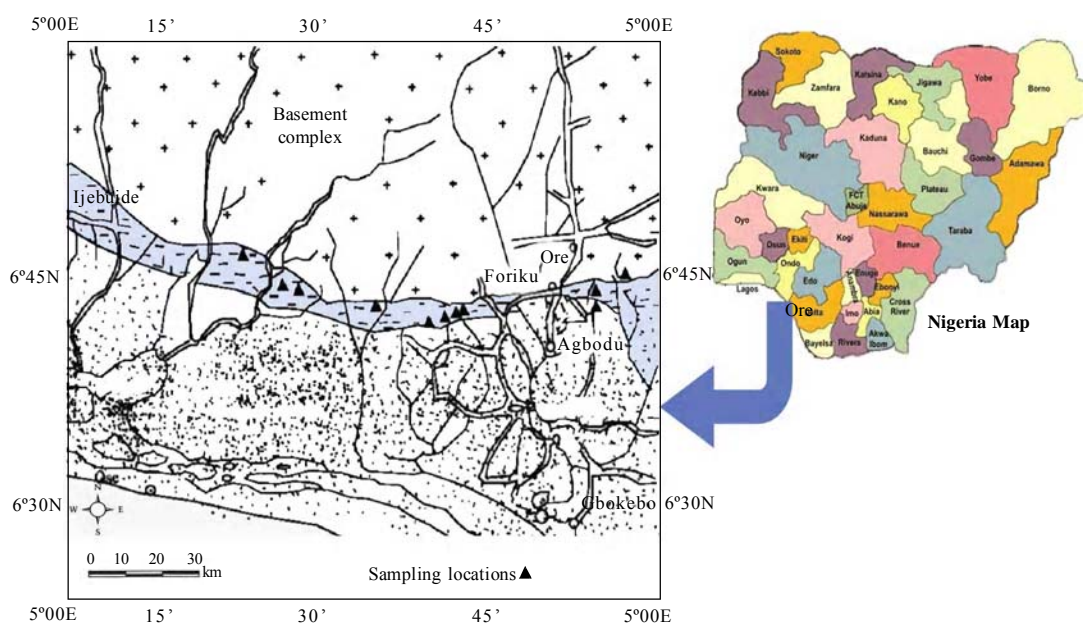 5º00E 15’ 30’ 45’ 5º00E
Basement
complex
Ijebuide
6º45N
Foriku
Ore
6º45N
Agbodu
6º30N
N
W E
S
Gbokebo
6º30N
0 10 20 30
km
Sampling locations
5º00E 15’ 30’ 45’ 6º00E
Sokoto
Kebbi
Zamfara
Katsina
Kano
Jigawa
Yobe
Borno
Kaduna
Bauchi
Gombe
Adamawa
Niger
Plateau
Kwara
FCT
Abuja
Nassarawa
Taraba
Oyo
Osun
Ekiti
Kogi
Benue
Ogun
Ondo
Edo
Enugu
Ebonyi
Cross
River
Lagos
Ore
Imo
Abia
Bayelsa
Rivers
Akwa
Ibom
Nigeria Map